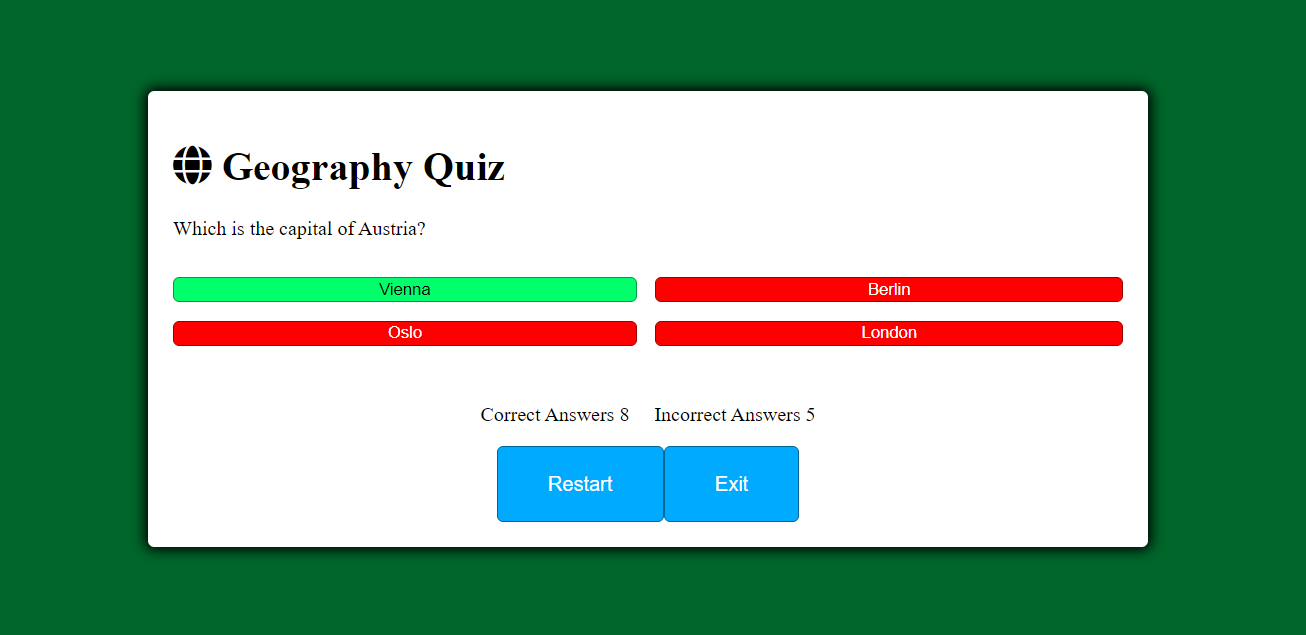 Geography Quiz
Which is the capital of Austria?
Vienna
Berlin
Oslo
London
Correct Answers 8
Incorrect Answers 5
Restart
Exit